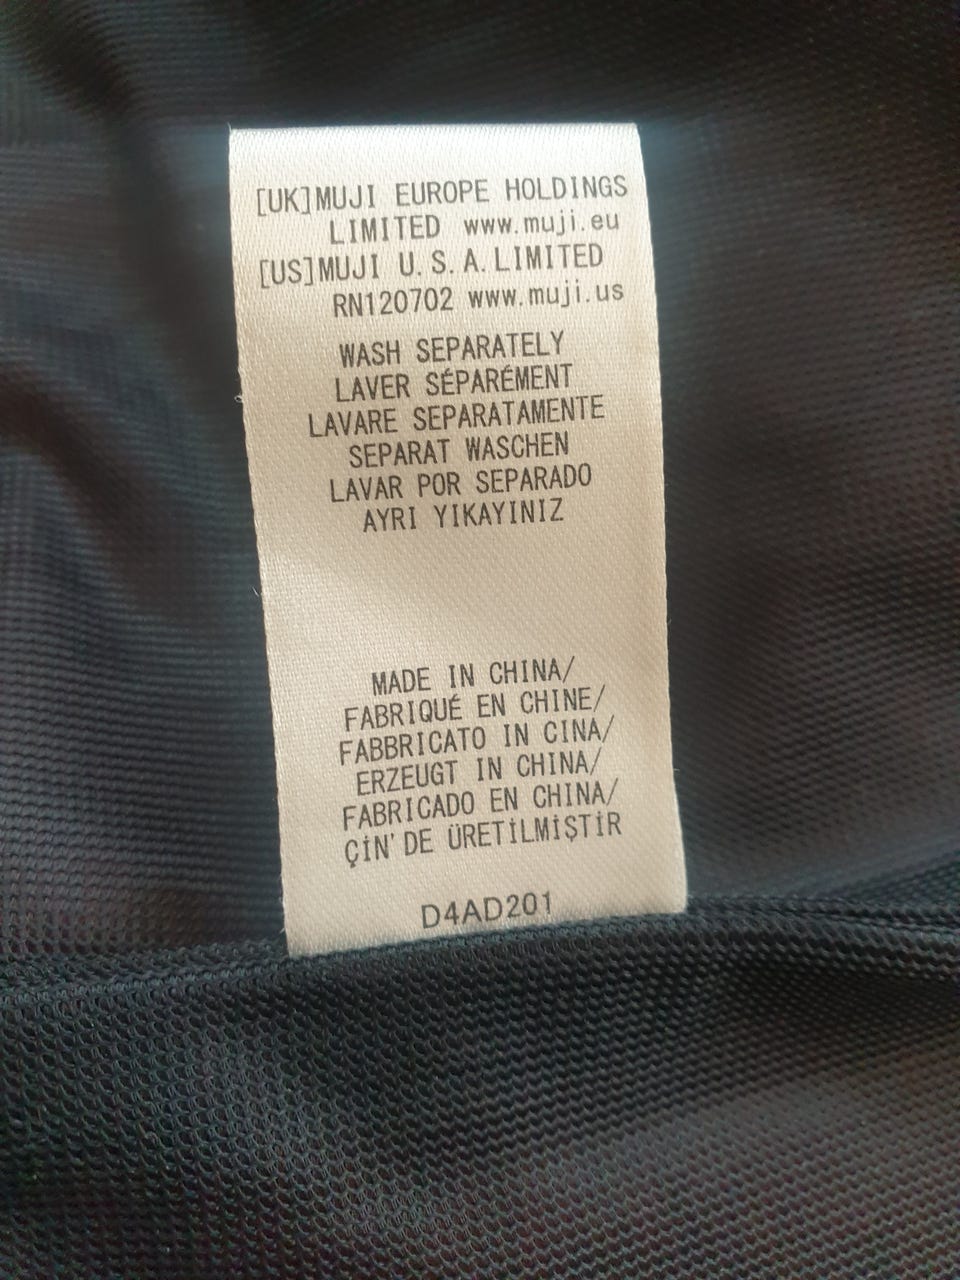 [UK]MUJI EUROPE HOLDINGS
LIMITED www.muji.eu
[US]MUJI U.S.A.LIMITED
RN120702 www.muji.us
WASH SEPARATELY
LAVER SÉPARÉMENT
LAVARE SEPARATAMENTE
SEPARAT WASCHEN
LAVAR POR SEPARADO
AYRI YIKAYINIZ
MADE IN CHINA/
FABRIQUÉ EN CHINE/
FABBRICATO IN CINA/
ERZEUGT IN CHINA/
FABRICADO EN CHINA/
ÇİN'DE ÜRETİLMİŞTİR
D4AD201